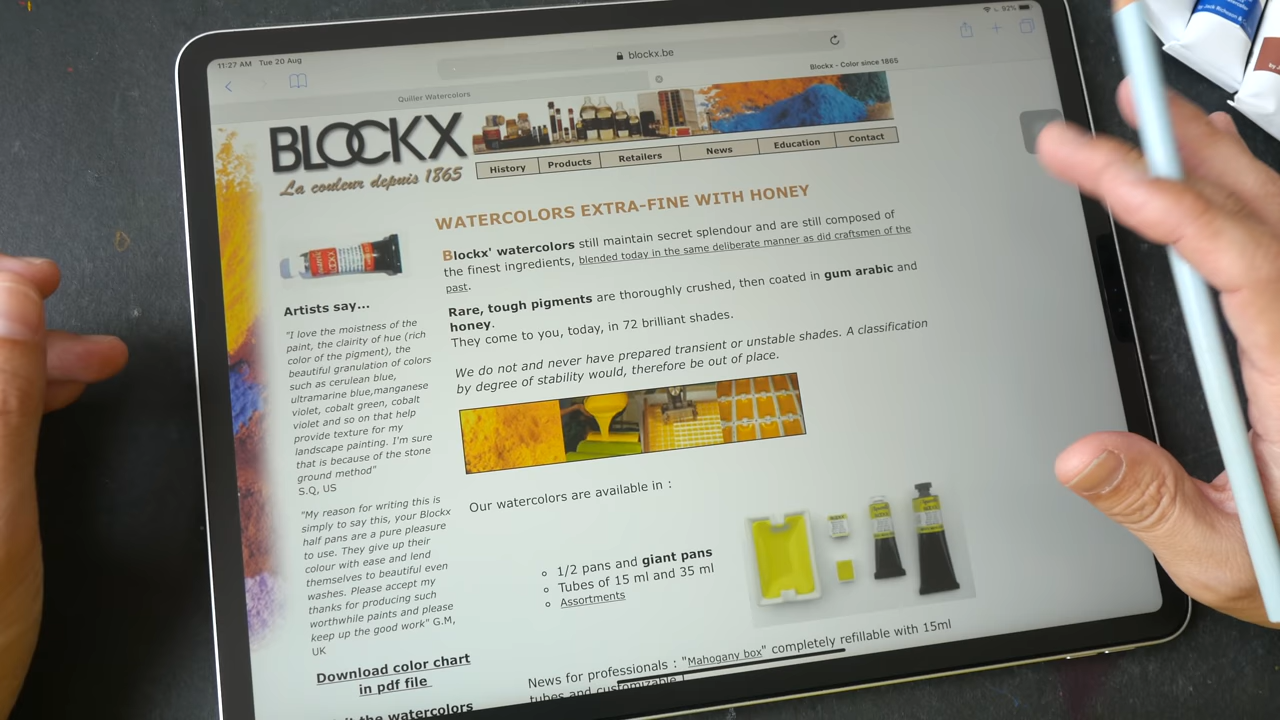 11:27 AM Tue 20 Aug
92%
blockx.be
Quiller Watercolors
Blockx - Color since 1865
BLOCKX
La couleur depuis 1865
History Products Retailers News Education Contact
WATERCOLORS EXTRA-FINE WITH HONEY
Blockx' watercolors still maintain secret splendour and are still composed of
the finest ingredients, blended today in the same deliberate manner as did craftsmen of the
past.
Rare, tough pigments are thoroughly crushed, then coated in gum arabic and
honey.
They come to you, today, in 72 brilliant shades.
We do not and never have prepared transient or unstable shades. A classification
by degree of stability would, therefore be out of place.
Our watercolors are available in :
1/2 pans and giant pans
Tubes of 15 ml and 35 ml
Assortments
News for professionals : "Mahogany box" completely refillable with 15ml
tubes and customizable
Artists say...
"I love the moistness of the
paint, the clairity of hue (rich
color of the pigment), the
beautiful granulation of colors
such as cerulean blue,
ultramarine blue,manganese
violet, cobalt green, cobalt
violet and so on that help
provide texture for my
landscape painting. I'm sure
that is because of the stone
ground method"
S.Q, US
"My reason for writing this is
simply to say this, your Blockx
half pans are a pure pleasure
to use. They give up their
colour with ease and lend
themselves to beautiful even
washes. Please accept my
thanks for producing such
worthwhile paints and please
keep up the good work" G.M,
UK
Download color chart
in pdf file
the watercolors